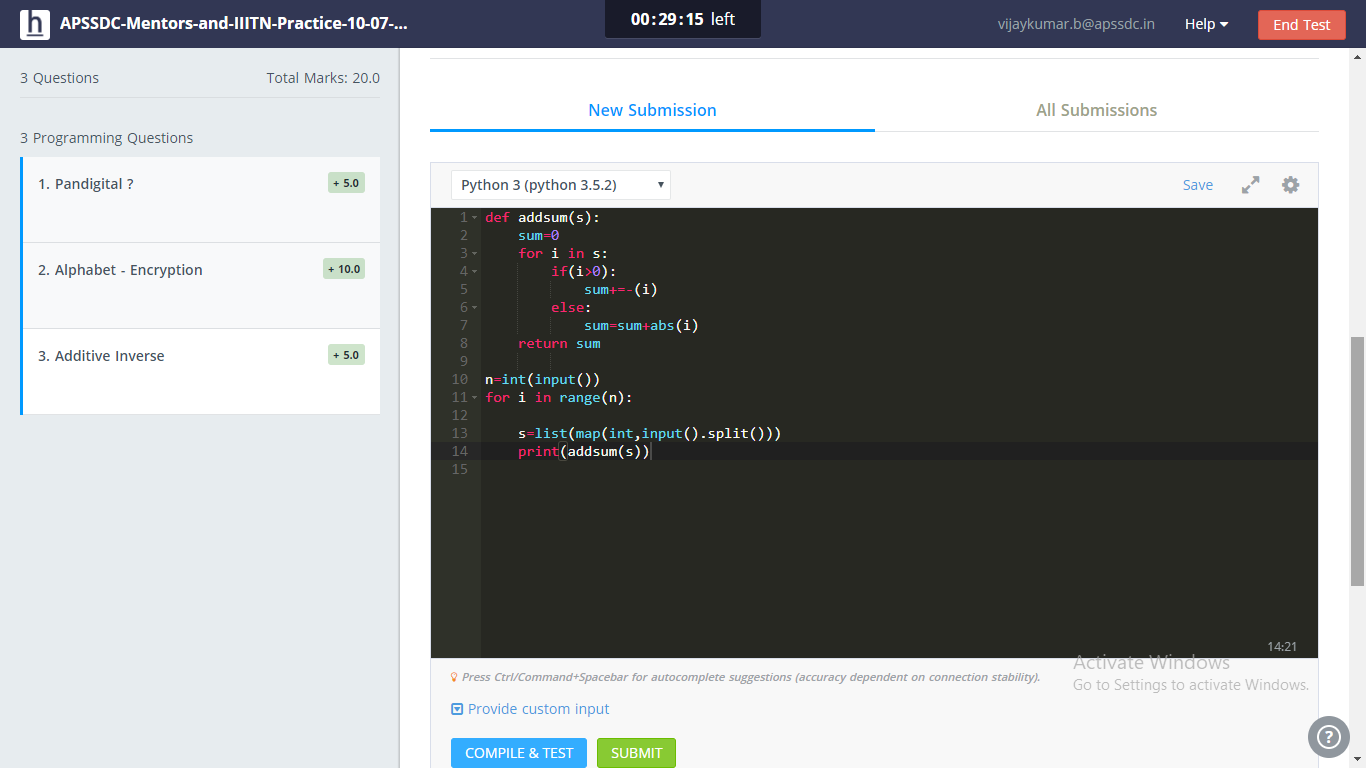 h APSSDC-Mentors-and-IIITN-Practice-10-07-... 00:29:15 left vijaykumar.b@apssdc.in Help End Test
3 Questions Total Marks: 20.0
3 Programming Questions
1. Pandigital ? + 5.0
2. Alphabet - Encryption + 10.0
3. Additive Inverse + 5.0
New Submission All Submissions
Python 3 (python 3.5.2) Save
1 def addsum(s):
2 sum=0
3 for i in s:
4 if(i>0):
5 sum+=-(i)
6 else:
7 sum=sum+abs(i)
8 return sum
9
10 n=int(input())
11 for i in range(n):
12
13 s=list(map(int,input().split()))
14 print(addsum(s))
15
14:21
Activate Windows
Go to Settings to activate Windows.
Press Ctrl/Command+Spacebar for autocomplete suggestions (accuracy dependent on connection stability).
Provide custom input
COMPILE & TEST SUBMIT
?